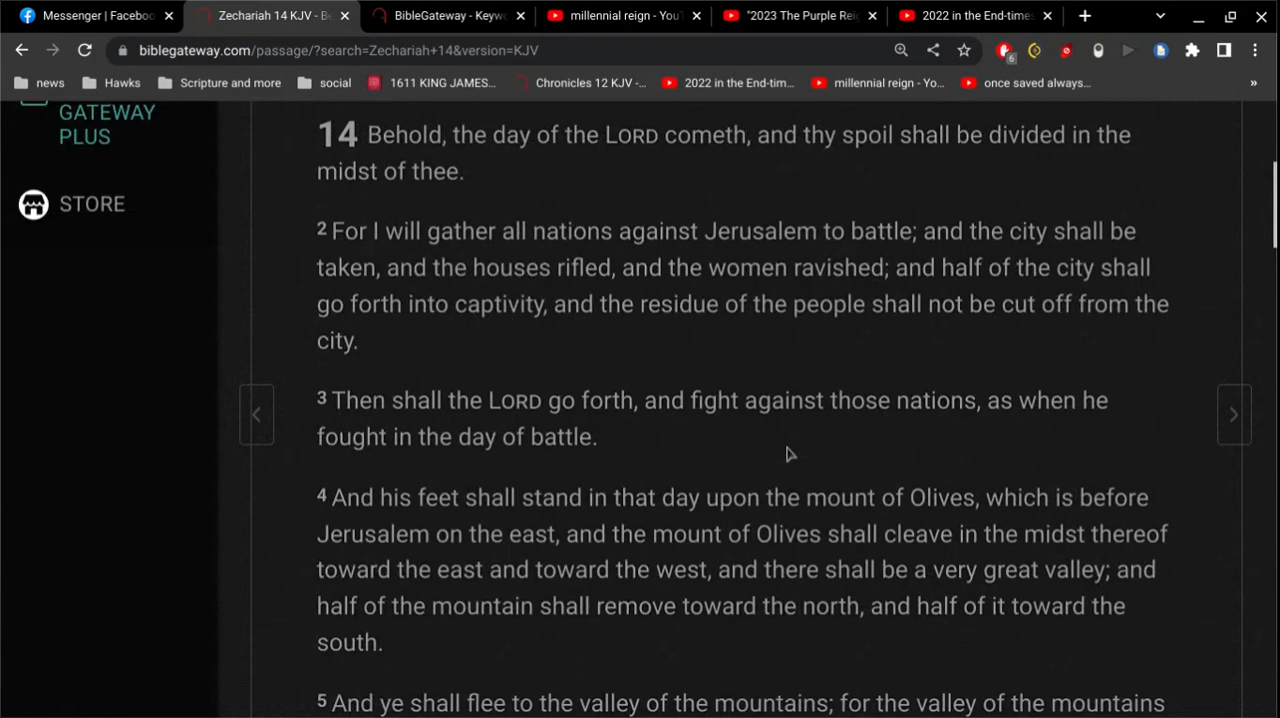 Messenger | Faceboo
Zechariah 14 KJV - B
BibleGateway - Keyw
millennial reign - You
"2023 The Purple Rei
2022 in the End-times
biblegateway.com/passage/?search=Zechariah+14&version=KJV
6
news
Hawks
Scripture and more
social
1611 KING JAMES...
Chronicles 12 KJV -...
2022 in the End-tim...
millennial reign - Yo...
once saved always...
»
GATEWAY
PLUS
STORE
14 Behold, the day of the LORD cometh, and thy spoil shall be divided in the
midst of thee.
2 For I will gather all nations against Jerusalem to battle; and the city shall be
taken, and the houses rifled, and the women ravished; and half of the city shall
go forth into captivity, and the residue of the people shall not be cut off from the
city.
3 Then shall the LORD go forth, and fight against those nations, as when he
fought in the day of battle.
4 And his feet shall stand in that day upon the mount of Olives, which is before
Jerusalem on the east, and the mount of Olives shall cleave in the midst thereof
toward the east and toward the west, and there shall be a very great valley; and
half of the mountain shall remove toward the north, and half of it toward the
south.
5 And ye shall flee to the valley of the mountains; for the valley of the mountains